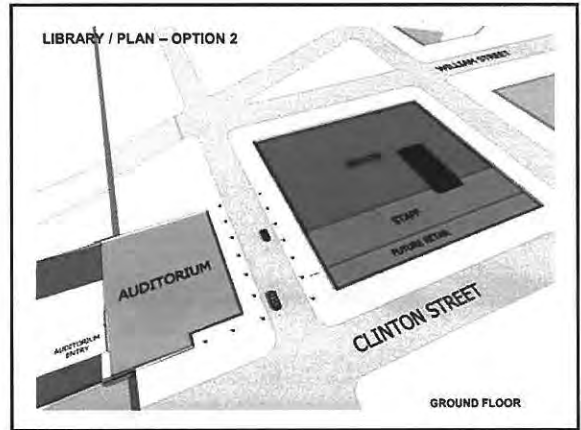 LIBRARY / PLAN – OPTION 2
WILLIAM STREET
STAFF
FUTURE RETAIL
AUDITORIUM
CLINTON STREET
AUDITORIUM
ENTRY
GROUND FLOOR